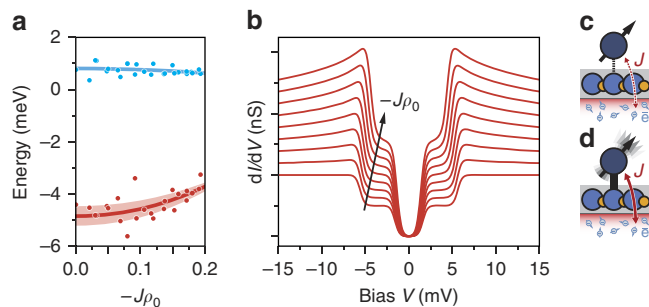 a
b
c
d
2
0
−2
−4
−6
Energy (meV)
0.0
0.1
0.2
−Jρ0
dI/dV (nS)
−Jρ0
−15
−10
−5
0
5
10
15
Bias V (mV)
J
J